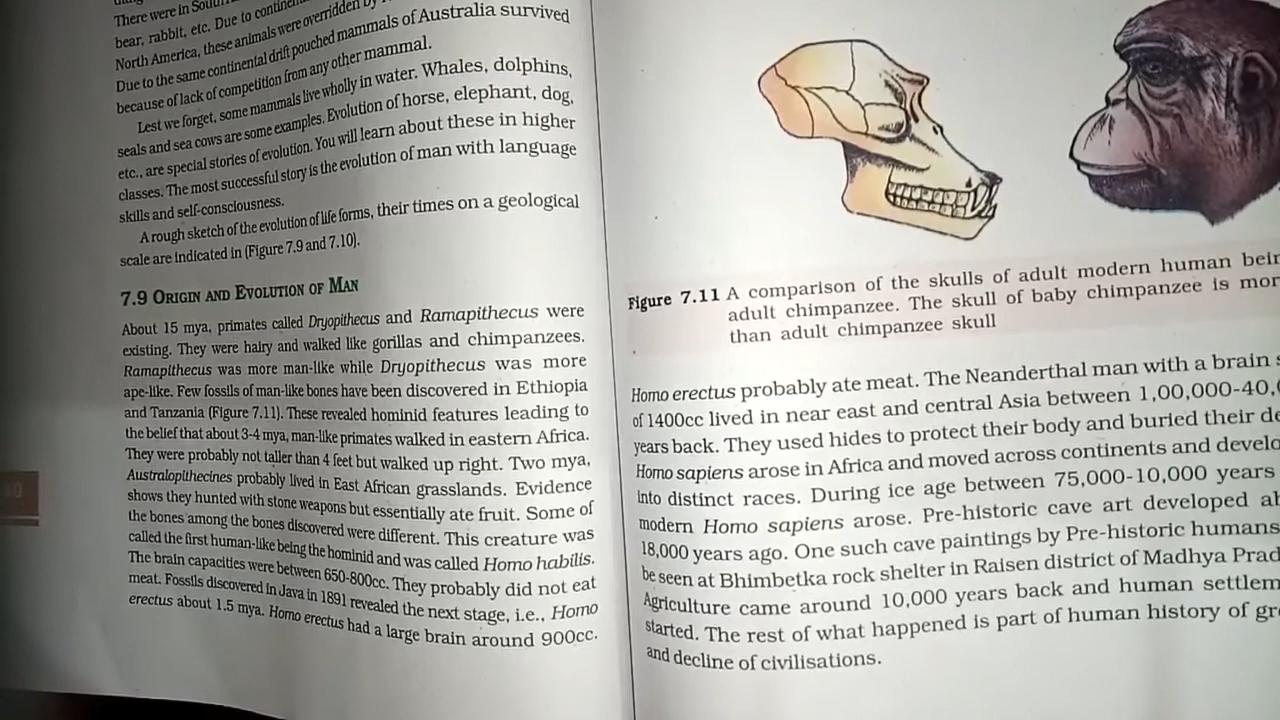 There were in South
bear, rabbit, etc. Due to
North America, these animals were overridden by
Due to the same continental drift pouched mammals of Australia survived
because of lack of competition from any other mammal.
Lest we forget, some mammals live wholly in water. Whales, dolphins,
seals and sea cows are some examples. Evolution of horse, elephant, dog,
etc., are special stories of evolution. You will learn about these in higher
classes. The most successful story is the evolution of man with language
skills and self-consciousness.
A rough sketch of the evolution of life forms, their times on a geological
scale are indicated in (Figure 7.9 and 7.10).
7.9 ORIGIN AND EVOLUTION OF MAN
About 15 mya, primates called Dryopithecus and Ramapithecus were
existing. They were hairy and walked like gorillas and chimpanzees.
Ramapithecus was more man-like while Dryopithecus was more
ape-like. Few fossils of man-like bones have been discovered in Ethiopia
and Tanzania (Figure 7.11). These revealed hominid features leading to
the belief that about 3-4 mya, man-like primates walked in eastern Africa.
They were probably not taller than 4 feet but walked up right. Two mya,
Australopithecines probably lived in East African grasslands. Evidence
shows they hunted with stone weapons but essentially ate fruit. Some of
the bones among the bones discovered were different. This creature was
called the first human-like being the hominid and was called Homo habilis.
The brain capacities were between 650-800cc. They probably did not eat
meat. Fossils discovered in Java in 1891 revealed the next stage, i.e., Homo
erectus about 1.5 mya. Homo erectus had a large brain around 900cc.
Figure 7.11 A comparison of the skulls of adult modern human bein
adult chimpanzee. The skull of baby chimpanzee is mor
than adult chimpanzee skull
Homo erectus probably ate meat. The Neanderthal man with a brain s
of 1400cc lived in near east and central Asia between 1,00,000-40,0
years back. They used hides to protect their body and buried their de
Homo sapiens arose in Africa and moved across continents and develo
into distinct races. During ice age between 75,000-10,000 years
modern Homo sapiens arose. Pre-historic cave art developed ab
18,000 years ago. One such cave paintings by Pre-historic humans
be seen at Bhimbetka rock shelter in Raisen district of Madhya Prad
Agriculture came around 10,000 years back and human settlem
started. The rest of what happened is part of human history of gr
and decline of civilisations.